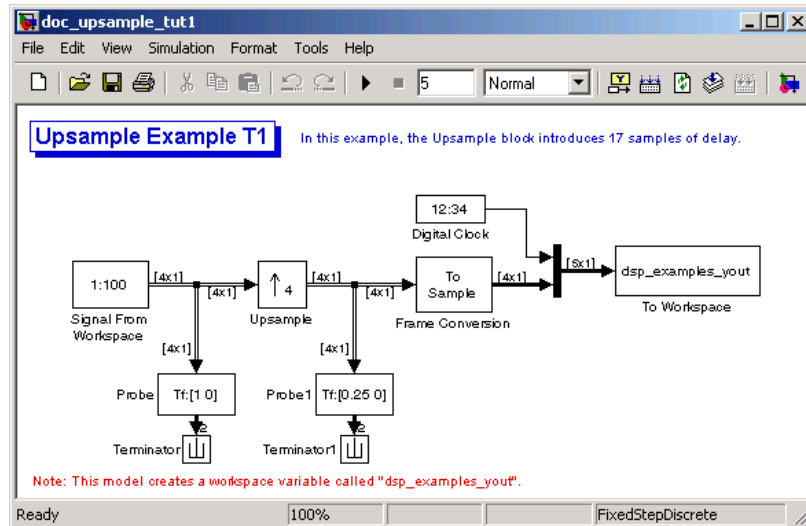 doc_upsample_tut1
File Edit View Simulation Format Tools Help
5 Normal
Upsample Example T1
In this example, the Upsample block introduces 17 samples of delay.
12:34
Digital Clock
1:100
[4x1]
[4x1]
Signal From
Workspace
↑4
Upsample
[4x1]
[4x1]
To
Sample
Frame Conversion
[4x1]
[5x1]
dsp_examples_yout
To Workspace
[4x1]
[4x1]
Probe
Tf:[1 0]
Probe1
Tf:[0.25 0]
2
2
Terminator
Terminator1
Note: This model creates a workspace variable called "dsp_examples_yout".
Ready 100% FixedStepDiscrete